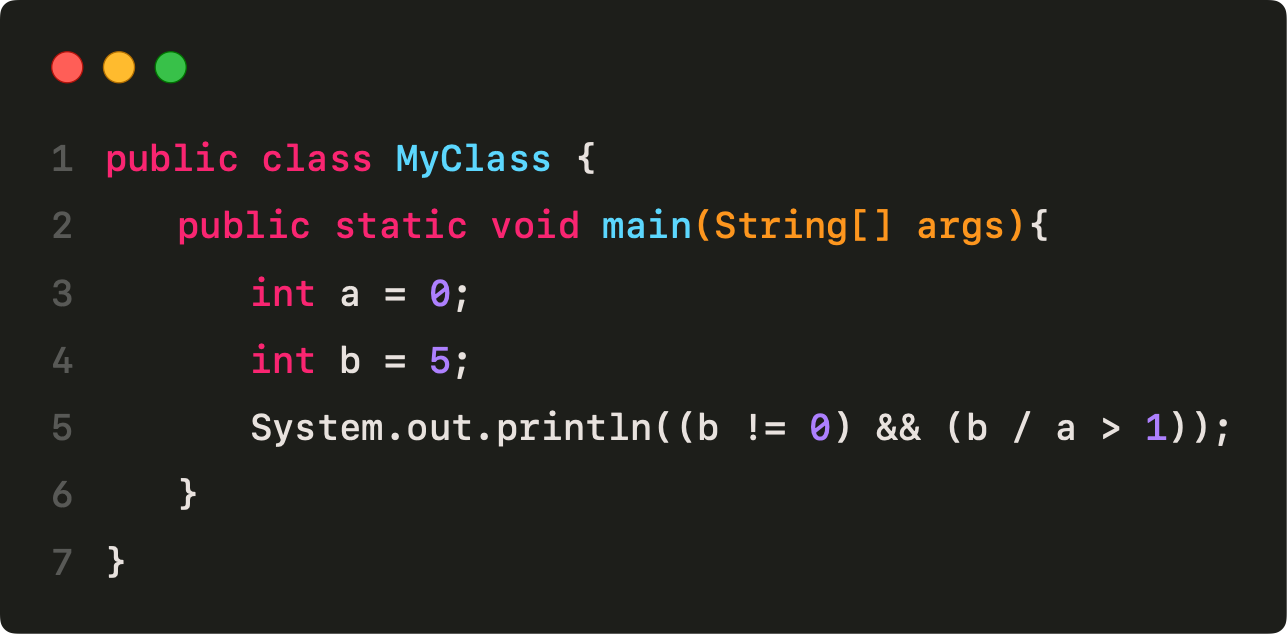 1 public class MyClass {
2     public static void main(String[] args){
3         int a = 0;
4         int b = 5;
5         System.out.println((b != 0) && (b / a > 1));
6     }
7 }